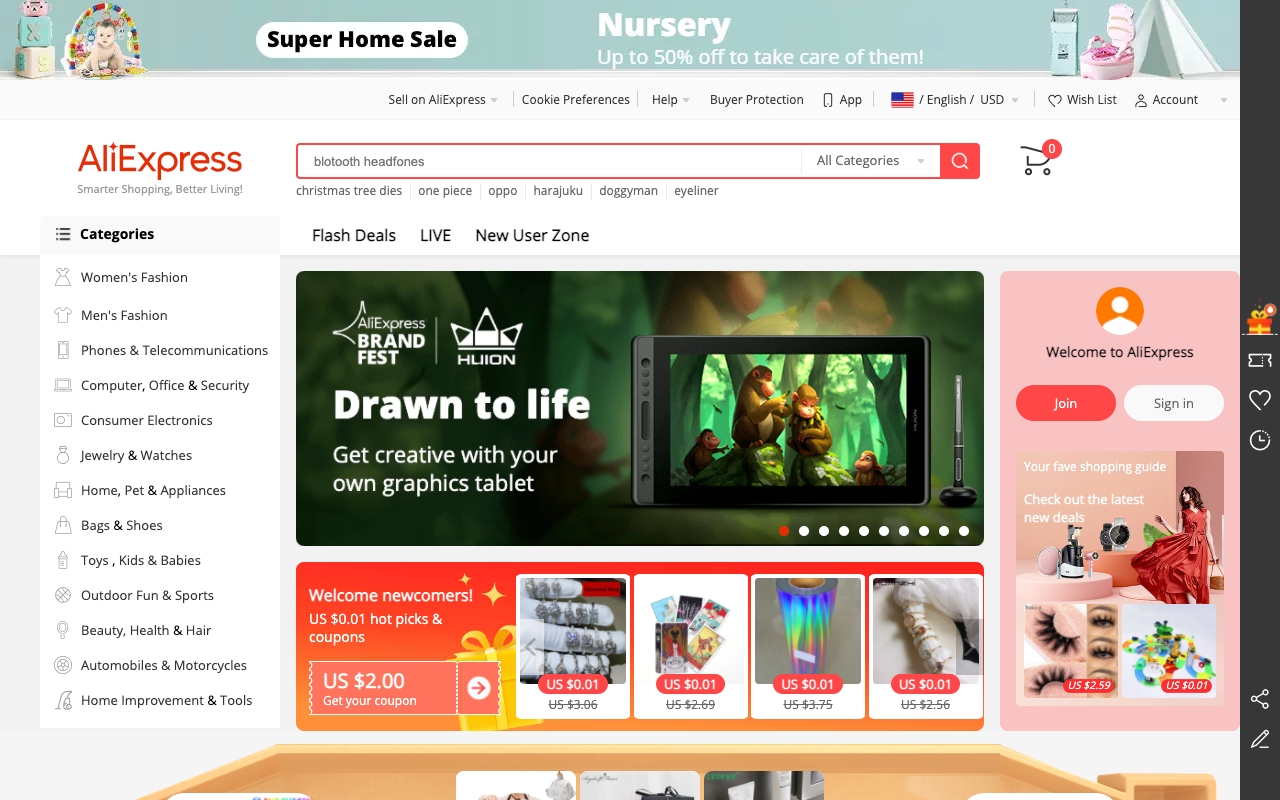 Super Home Sale
Nursery
Up to 50% off to take care of them!
Sell on AliExpress
Cookie Preferences
Help
Buyer Protection
App
/ English / USD
Wish List
Account
AliExpress
Smarter Shopping, Better Living!
blotooth headfones
All Categories
0
christmas tree dies
one piece
oppo
harajuku
doggyman
eyeliner
Categories
Flash Deals
LIVE
New User Zone
Women's Fashion
Men's Fashion
Phones & Telecommunications
Computer, Office & Security
Consumer Electronics
Jewelry & Watches
Home, Pet & Appliances
Bags & Shoes
Toys , Kids & Babies
Outdoor Fun & Sports
Beauty, Health & Hair
Automobiles & Motorcycles
Home Improvement & Tools
AliExpress
BRAND
FEST
HUION
Drawn to life
Get creative with your
own graphics tablet
HUION
Welcome to AliExpress
Join
Sign in
Your fave shopping guide
Check out the latest
new deals
US $2.59
US $0.01
Welcome newcomers!
US $0.01 hot picks &
coupons
US $2.00
Get your coupon
US $0.01
US $3.06
US $0.01
US $2.69
US $0.01
US $3.75
US $0.01
US $2.56